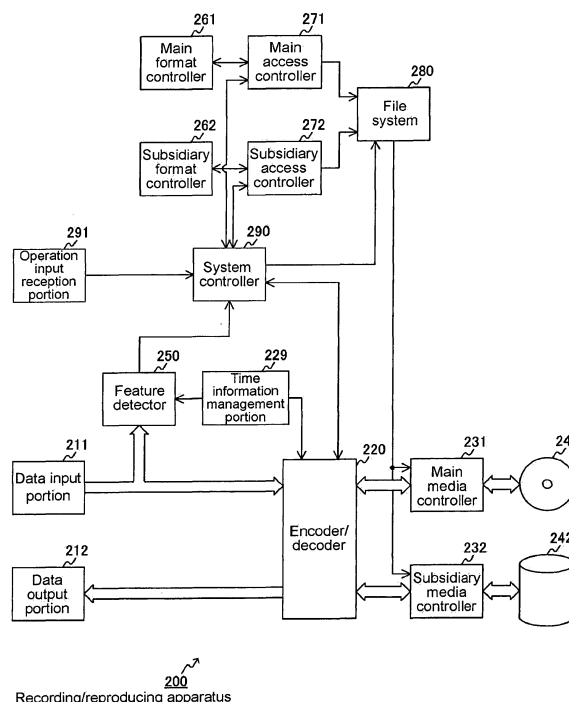 261
Main
format
controller
271
Main
access
controller
280
File
system
262
Subsidiary
format
controller
272
Subsidiary
access
controller
291
Operation
input
reception
portion
290
System
controller
250
Feature
detector
229
Time
information
management
portion
211
Data input
portion
220
Encoder/
decoder
231
Main
media
controller
24
212
Data
output
portion
232
Subsidiary
media
controller
242
200
Recording/reproducing apparatus